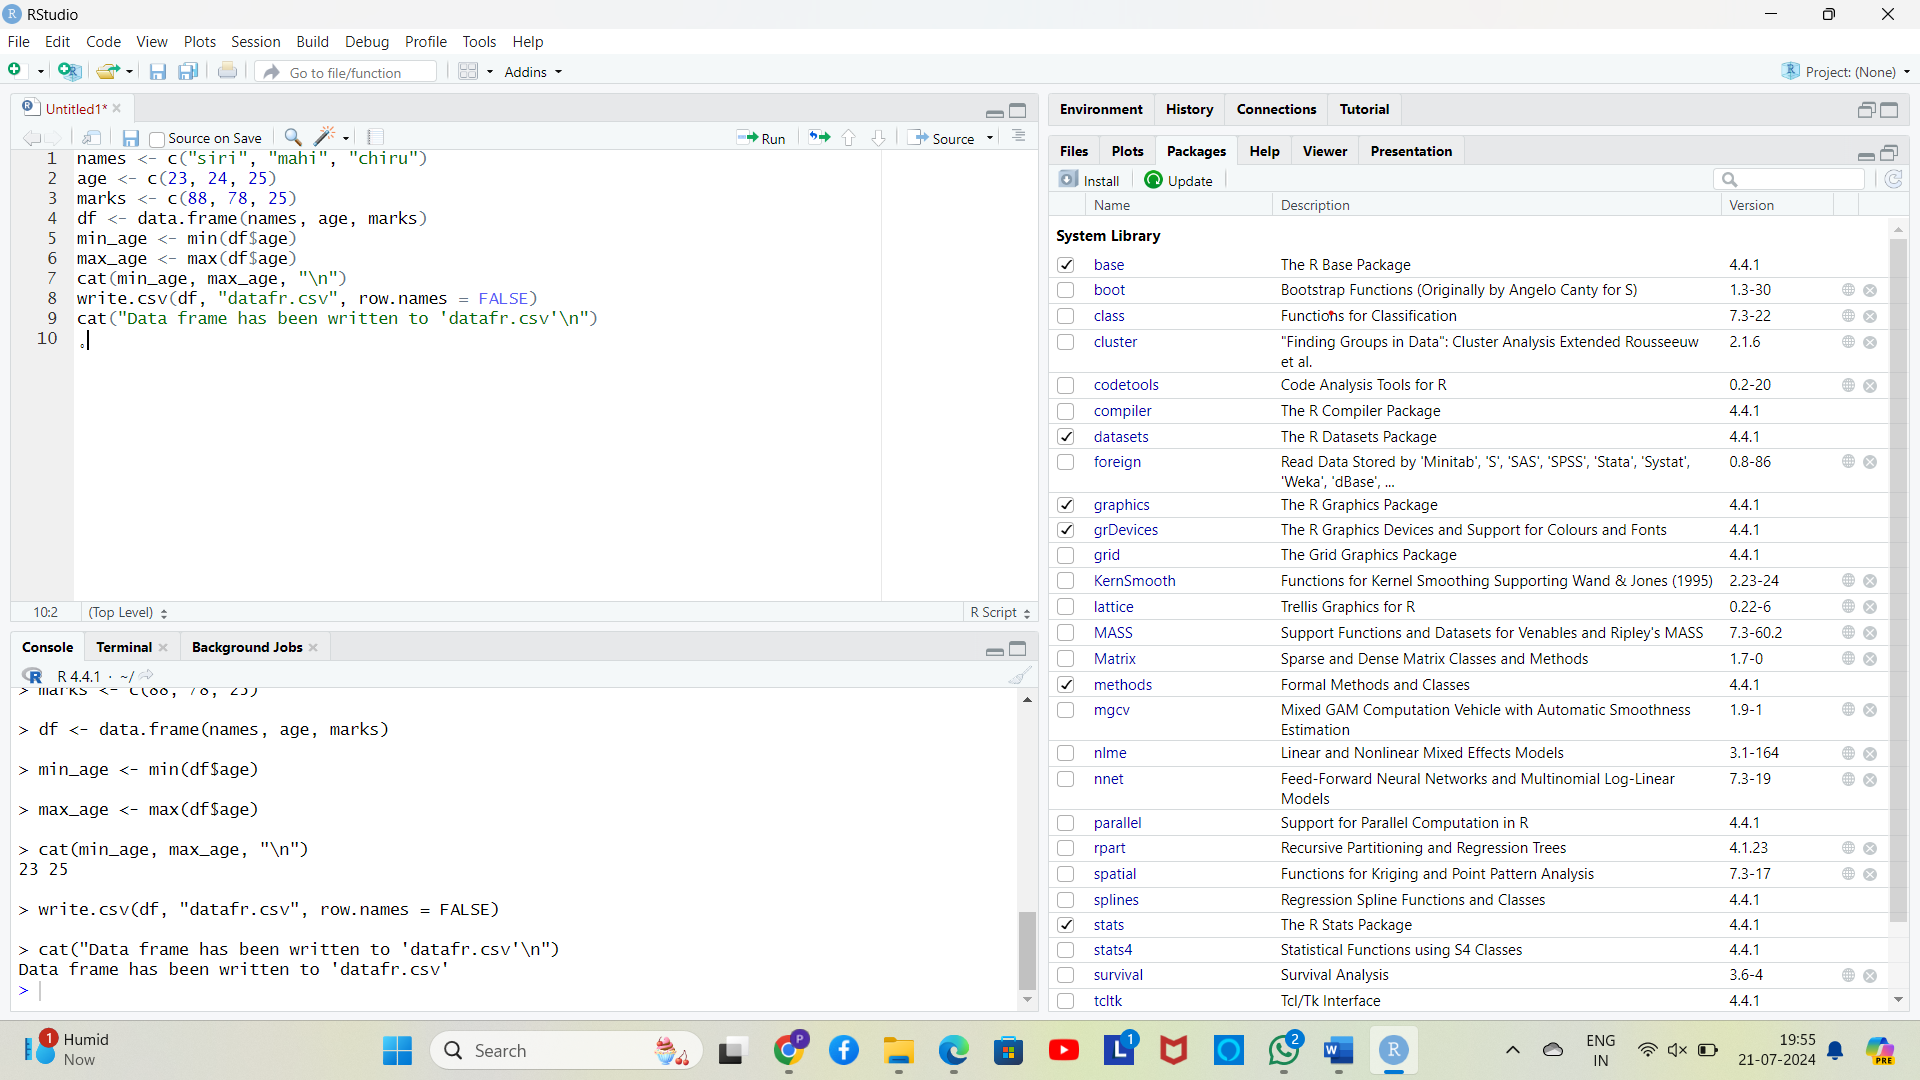 RStudio
File Edit Code View Plots Session Build Debug Profile Tools Help
Go to file/function Addins Project: (None)
Untitled1*
Source on Save Run Source
1 names <- c("siri", "mahi", "chiru")
2 age <- c(23, 24, 25)
3 marks <- c(88, 78, 25)
4 df <- data.frame(names, age, marks)
5 min_age <- min(df$age)
6 max_age <- max(df$age)
7 cat(min_age, max_age, "\n")
8 write.csv(df, "datafr.csv", row.names = FALSE)
9 cat("Data frame has been written to 'datafr.csv'\n")
10 。
10:2 (Top Level) R Script
Console Terminal Background Jobs
R 4.4.1 · ~/
> marks <- c(88, 78, 25)
> df <- data.frame(names, age, marks)
> min_age <- min(df$age)
> max_age <- max(df$age)
> cat(min_age, max_age, "\n")
23 25
> write.csv(df, "datafr.csv", row.names = FALSE)
> cat("Data frame has been written to 'datafr.csv'\n")
Data frame has been written to 'datafr.csv'
>
Environment History Connections Tutorial
Files Plots Packages Help Viewer Presentation
Install Update
Name Description Version
System Library
base The R Base Package 4.4.1
boot Bootstrap Functions (Originally by Angelo Canty for S) 1.3-30
class Functions for Classification 7.3-22
cluster "Finding Groups in Data": Cluster Analysis Extended Rousseeuw 2.1.6
et al.
codetools Code Analysis Tools for R 0.2-20
compiler The R Compiler Package 4.4.1
datasets The R Datasets Package 4.4.1
foreign Read Data Stored by 'Minitab', 'S', 'SAS', 'SPSS', 'Stata', 'Systat', 0.8-86
'Weka', 'dBase', ...
graphics The R Graphics Package 4.4.1
grDevices The R Graphics Devices and Support for Colours and Fonts 4.4.1
grid The Grid Graphics Package 4.4.1
KernSmooth Functions for Kernel Smoothing Supporting Wand & Jones (1995) 2.23-24
lattice Trellis Graphics for R 0.22-6
MASS Support Functions and Datasets for Venables and Ripley's MASS 7.3-60.2
Matrix Sparse and Dense Matrix Classes and Methods 1.7-0
methods Formal Methods and Classes 4.4.1
mgcv Mixed GAM Computation Vehicle with Automatic Smoothness 1.9-1
Estimation
nlme Linear and Nonlinear Mixed Effects Models 3.1-164
nnet Feed-Forward Neural Networks and Multinomial Log-Linear 7.3-19
Models
parallel Support for Parallel Computation in R 4.4.1
rpart Recursive Partitioning and Regression Trees 4.1.23
spatial Functions for Kriging and Point Pattern Analysis 7.3-17
splines Regression Spline Functions and Classes 4.4.1
stats The R Stats Package 4.4.1
stats4 Statistical Functions using S4 Classes 4.4.1
survival Survival Analysis 3.6-4
tcltk Tcl/Tk Interface 4.4.1
1 Humid
Now
Search P L 1 2 W R
ENG
IN
19:55
21-07-2024
PRE